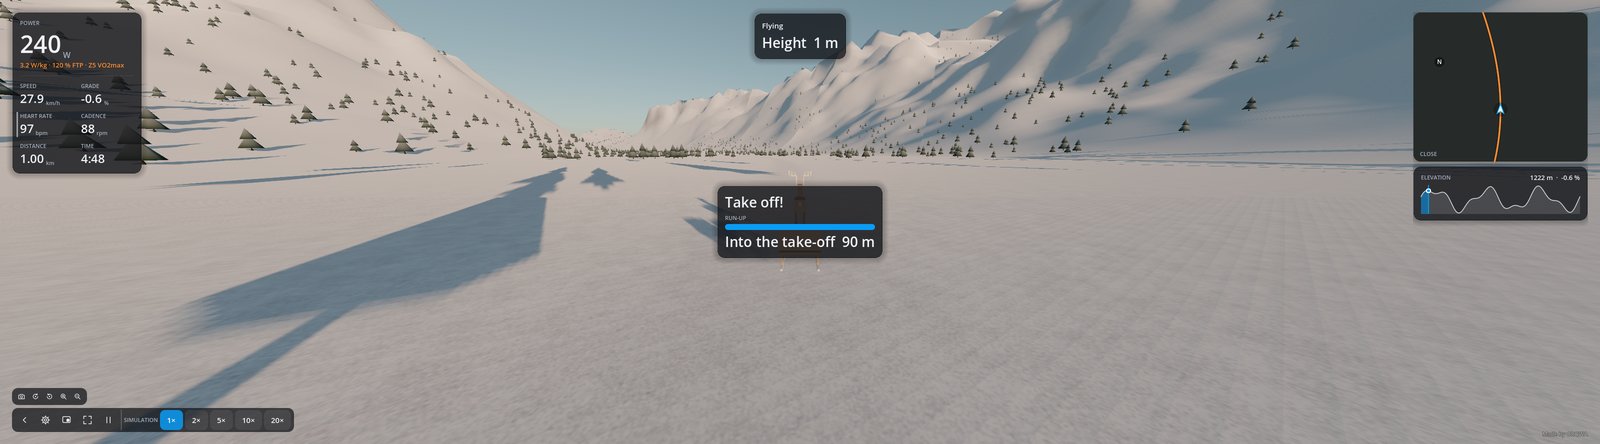 POWER
240 W
3.2 W/kg · 120 % FTP · Z5 VO2max
SPEED GRADE
27.9 km/h -0.6 %
HEART RATE CADENCE
97 bpm 88 rpm
DISTANCE TIME
1.00 km 4:48
Flying
Height 1 m
Take off!
RUN-UP
Into the take-off 90 m
N
CLOSE
ELEVATION 1222 m · -0.6 %
SIMULATION 1× 2× 5× 10× 20×